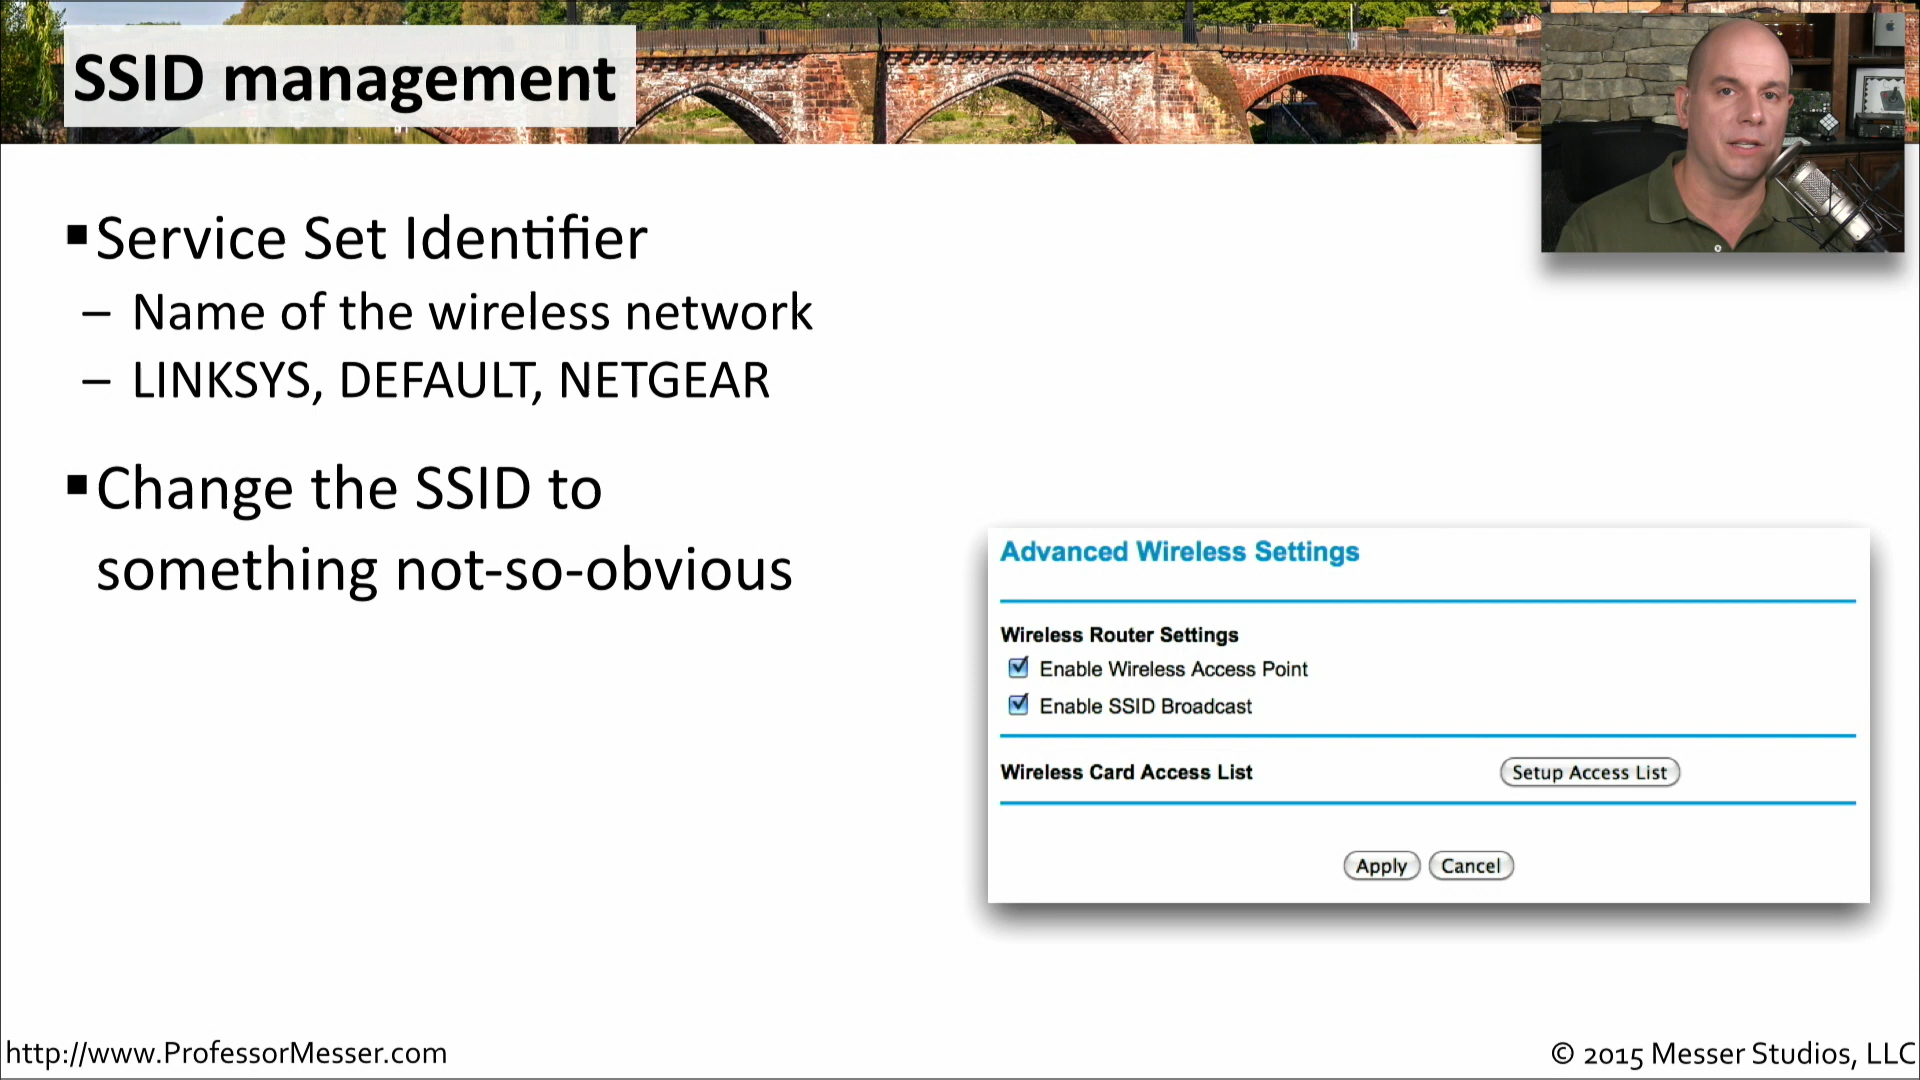 SSID management
▪Service Set Identifier
– Name of the wireless network
– LINKSYS, DEFAULT, NETGEAR
▪Change the SSID to
something not-so-obvious
Advanced Wireless Settings
Wireless Router Settings
Enable Wireless Access Point
Enable SSID Broadcast
Wireless Card Access List Setup Access List
Apply Cancel
http://www.ProfessorMesser.com © 2015 Messer Studios, LLC